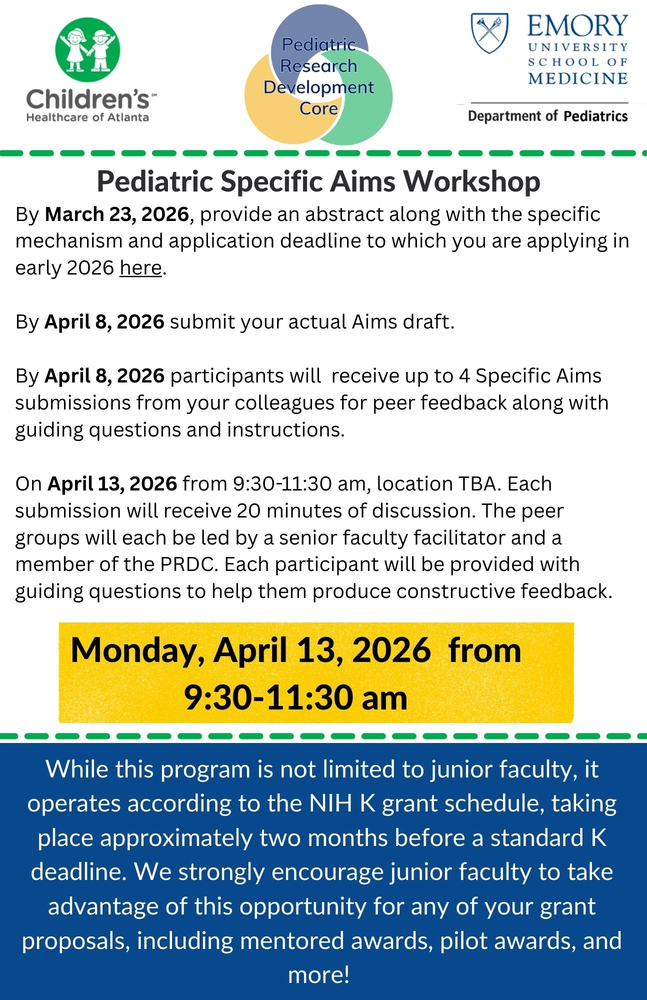 Children's℠
Healthcare of Atlanta
Pediatric
Research
Development
Core
EMORY
UNIVERSITY
SCHOOL OF
MEDICINE
Department of Pediatrics
Pediatric Specific Aims Workshop
By March 23, 2026, provide an abstract along with the specific
mechanism and application deadline to which you are applying in
early 2026 here.
By April 8, 2026 submit your actual Aims draft.
By April 8, 2026 participants will  receive up to 4 Specific Aims
submissions from your colleagues for peer feedback along with
guiding questions and instructions.
On April 13, 2026 from 9:30-11:30 am, location TBA. Each
submission will receive 20 minutes of discussion. The peer
groups will each be led by a senior faculty facilitator and a
member of the PRDC. Each participant will be provided with
guiding questions to help them produce constructive feedback.
Monday, April 13, 2026  from
9:30-11:30 am
While this program is not limited to junior faculty, it
operates according to the NIH K grant schedule, taking
place approximately two months before a standard K
deadline. We strongly encourage junior faculty to take
advantage of this opportunity for any of your grant
proposals, including mentored awards, pilot awards, and
more!